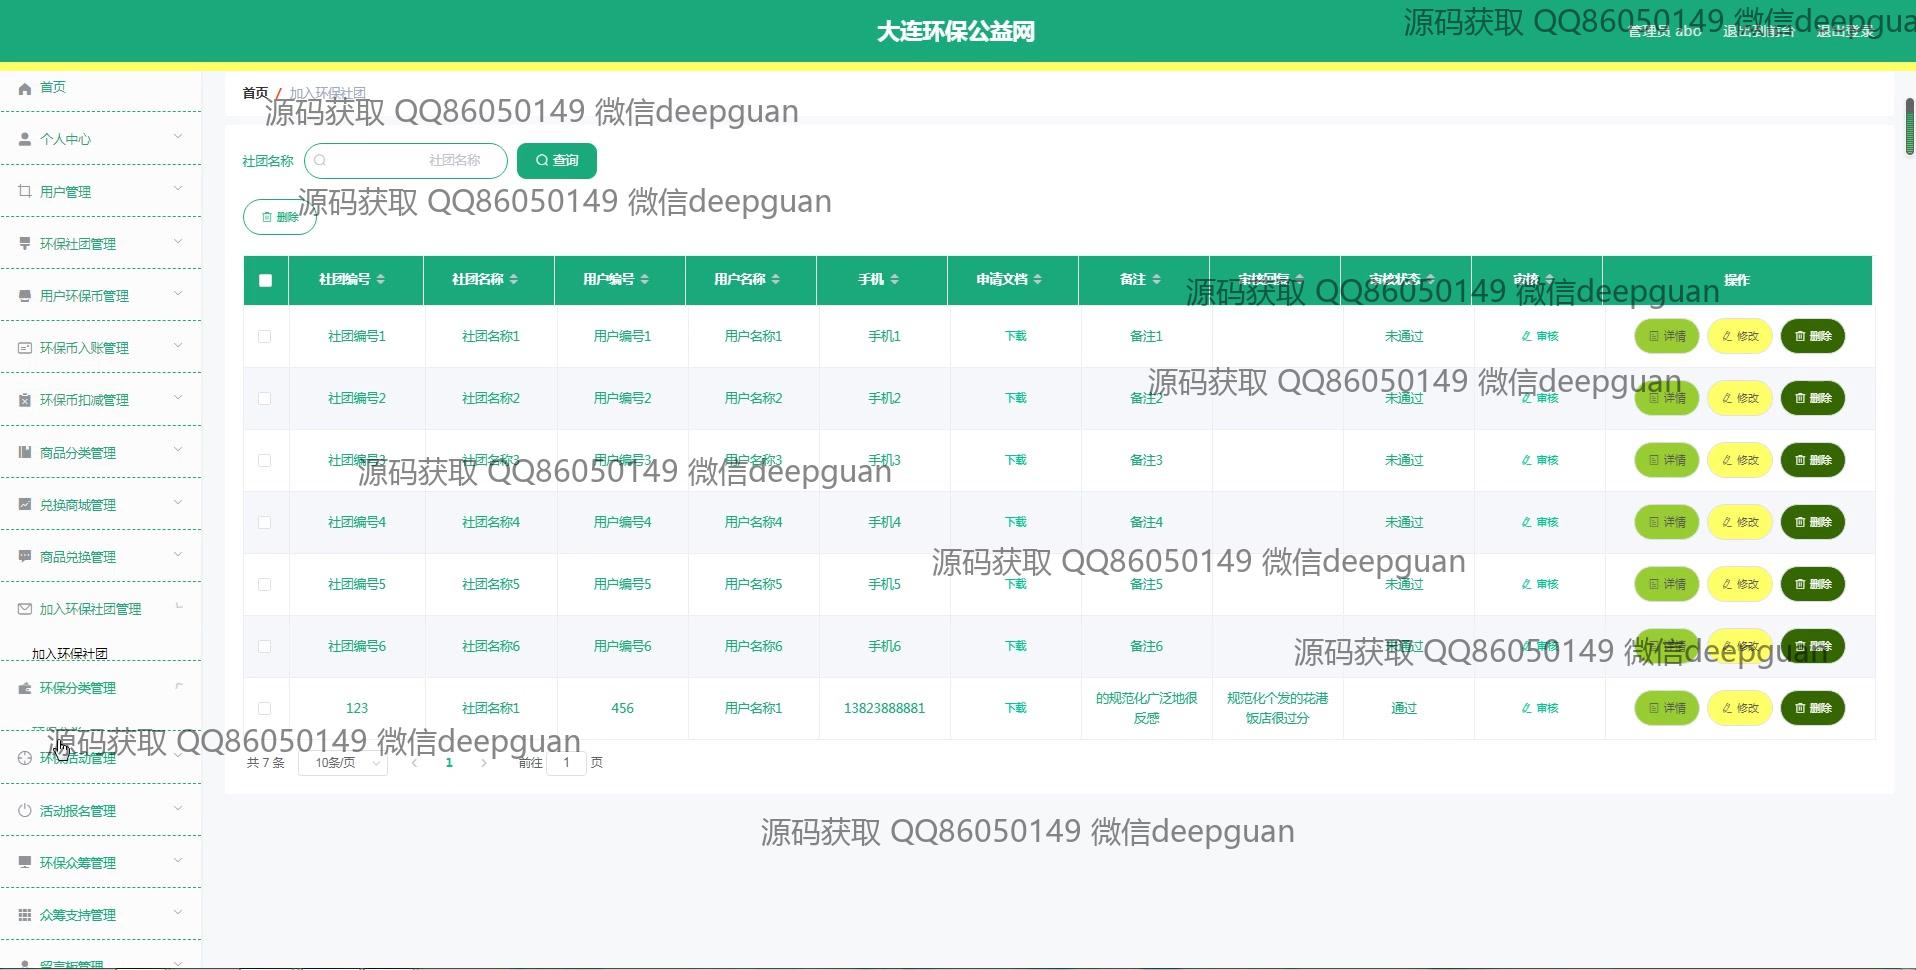 大连环保公益网
源码获取 QQ86050149 微信deepgua
管理员 abo 退出到前台 退出登录
首页
个人中心
用户管理
环保社团管理
用户环保币管理
环保币入账管理
环保币扣减管理
商品分类管理
兑换商城管理
商品兑换管理
加入环保社团管理
加入环保社团
环保分类管理
环保活动管理
活动报名管理
环保众筹管理
众筹支持管理
留言板管理
首页 / 加入环保社团
源码获取 QQ86050149 微信deepguan
社团名称 社团名称 查询
源码获取 QQ86050149 微信deepguan
删除
社团编号 社团名称 用户编号 用户名称 手机 申请文档 备注 审核回复 审核状态 审核 操作
源码获取 QQ86050149 微信deepguan
社团编号1 社团名称1 用户编号1 用户名称1 手机1 下载 备注1 未通过 审核 详情 修改 删除
源码获取 QQ86050149 微信deepguan
社团编号2 社团名称2 用户编号2 用户名称2 手机2 下载 备注2 未通过 审核 详情 修改 删除
社团编号3 社团名称3 用户编号3 用户名称3 手机3 下载 备注3 未通过 审核 详情 修改 删除
源码获取 QQ86050149 微信deepguan
社团编号4 社团名称4 用户编号4 用户名称4 手机4 下载 备注4 未通过 审核 详情 修改 删除
源码获取 QQ86050149 微信deepguan
社团编号5 社团名称5 用户编号5 用户名称5 手机5 下载 备注5 未通过 审核 详情 修改 删除
社团编号6 社团名称6 用户编号6 用户名称6 手机6 下载 备注6 未通过 审核 详情 修改 删除
源码获取 QQ86050149 微信deepguan
123 社团名称1 456 用户名称1 13823888881 下载 的规范化广泛地很反感 规范化个发的花港饭店很过分 通过 审核 详情 修改 删除
源码获取 QQ86050149 微信deepguan
共 7 条 10条/页 1 前往 1 页
源码获取 QQ86050149 微信deepguan